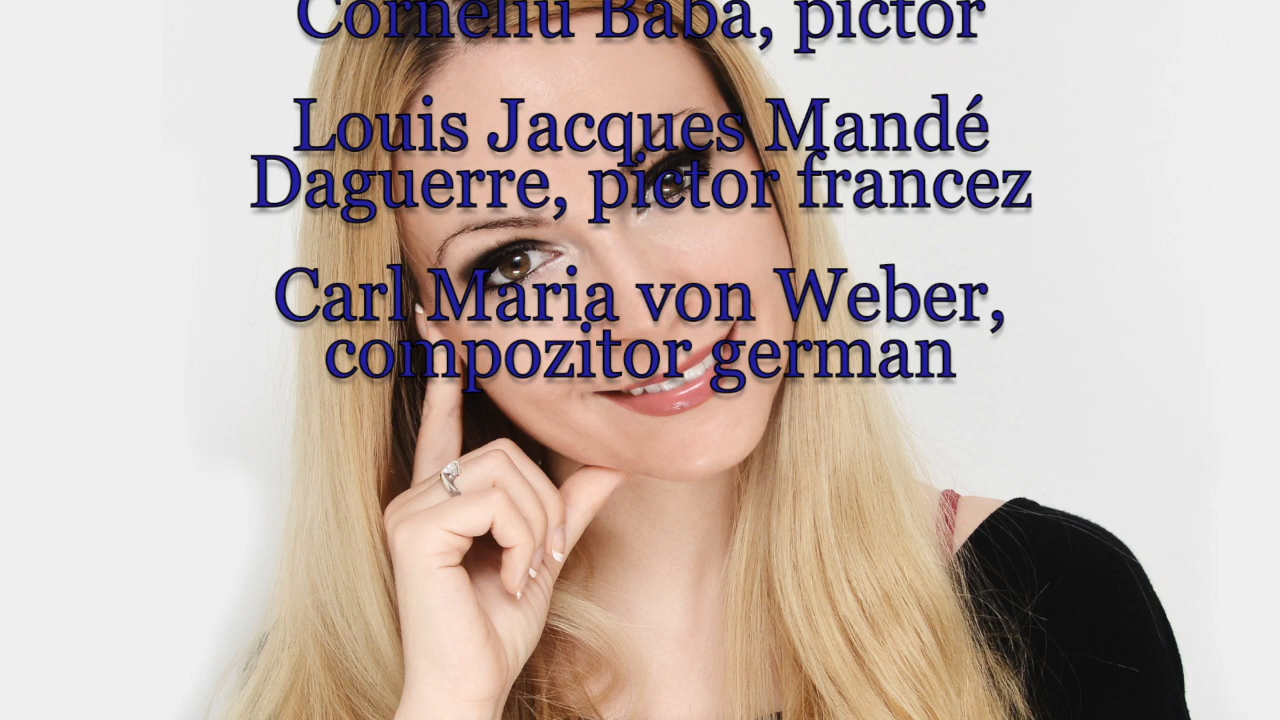 Corneliu Baba, pictor
Louis Jacques Mandé
Daguerre, pictor francez
Carl Maria von Weber,
compozitor german